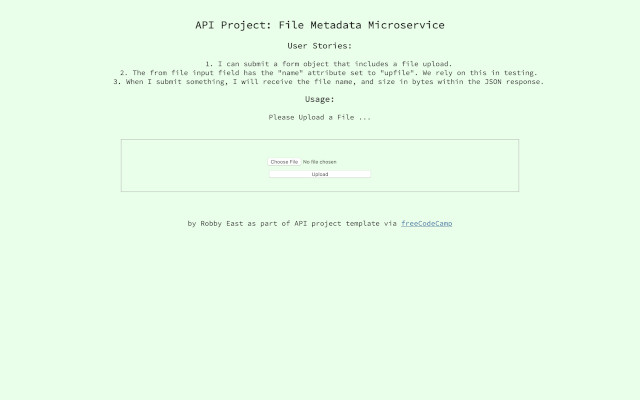 API Project: File Metadata Microservice
User Stories:
1. I can submit a form object that includes a file upload.
2. The from file input field has the "name" attribute set to "upfile". We rely on this in testing.
3. When I submit something, I will receive the file name, and size in bytes within the JSON response.
Usage:
Please Upload a File ...
Choose File No file chosen
Upload
by Robby East as part of API project template via freeCodeCamp